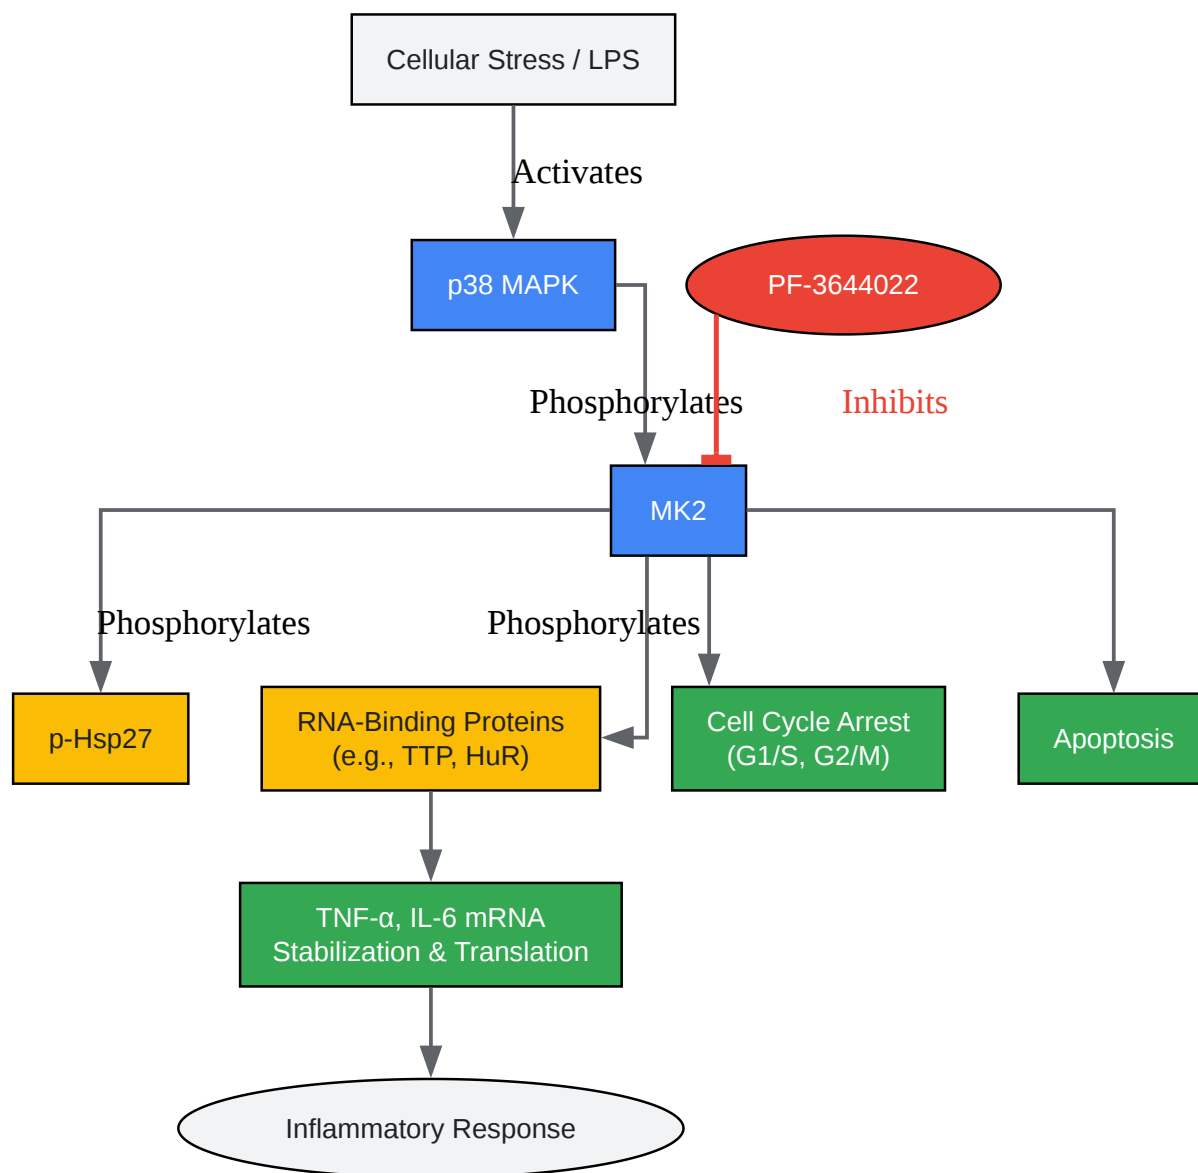 Cellular Stress / LPS
Activates
p38 MAPK
PF-3644022
Phosphorylates
Inhibits
MK2
Phosphorylates
Phosphorylates
p-Hsp27
RNA-Binding Proteins
(e.g., TTP, HuR)
Cell Cycle Arrest
(G1/S, G2/M)
Apoptosis
TNF-α, IL-6 mRNA
Stabilization & Translation
Inflammatory Response